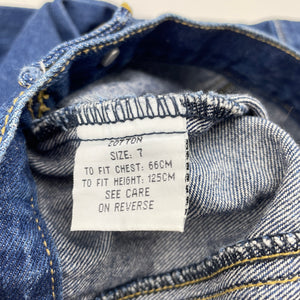 COTTON
SIZE: 7
TO FIT CHEST: 66CM
TO FIT HEIGHT: 125CM
SEE CARE
ON REVERSE